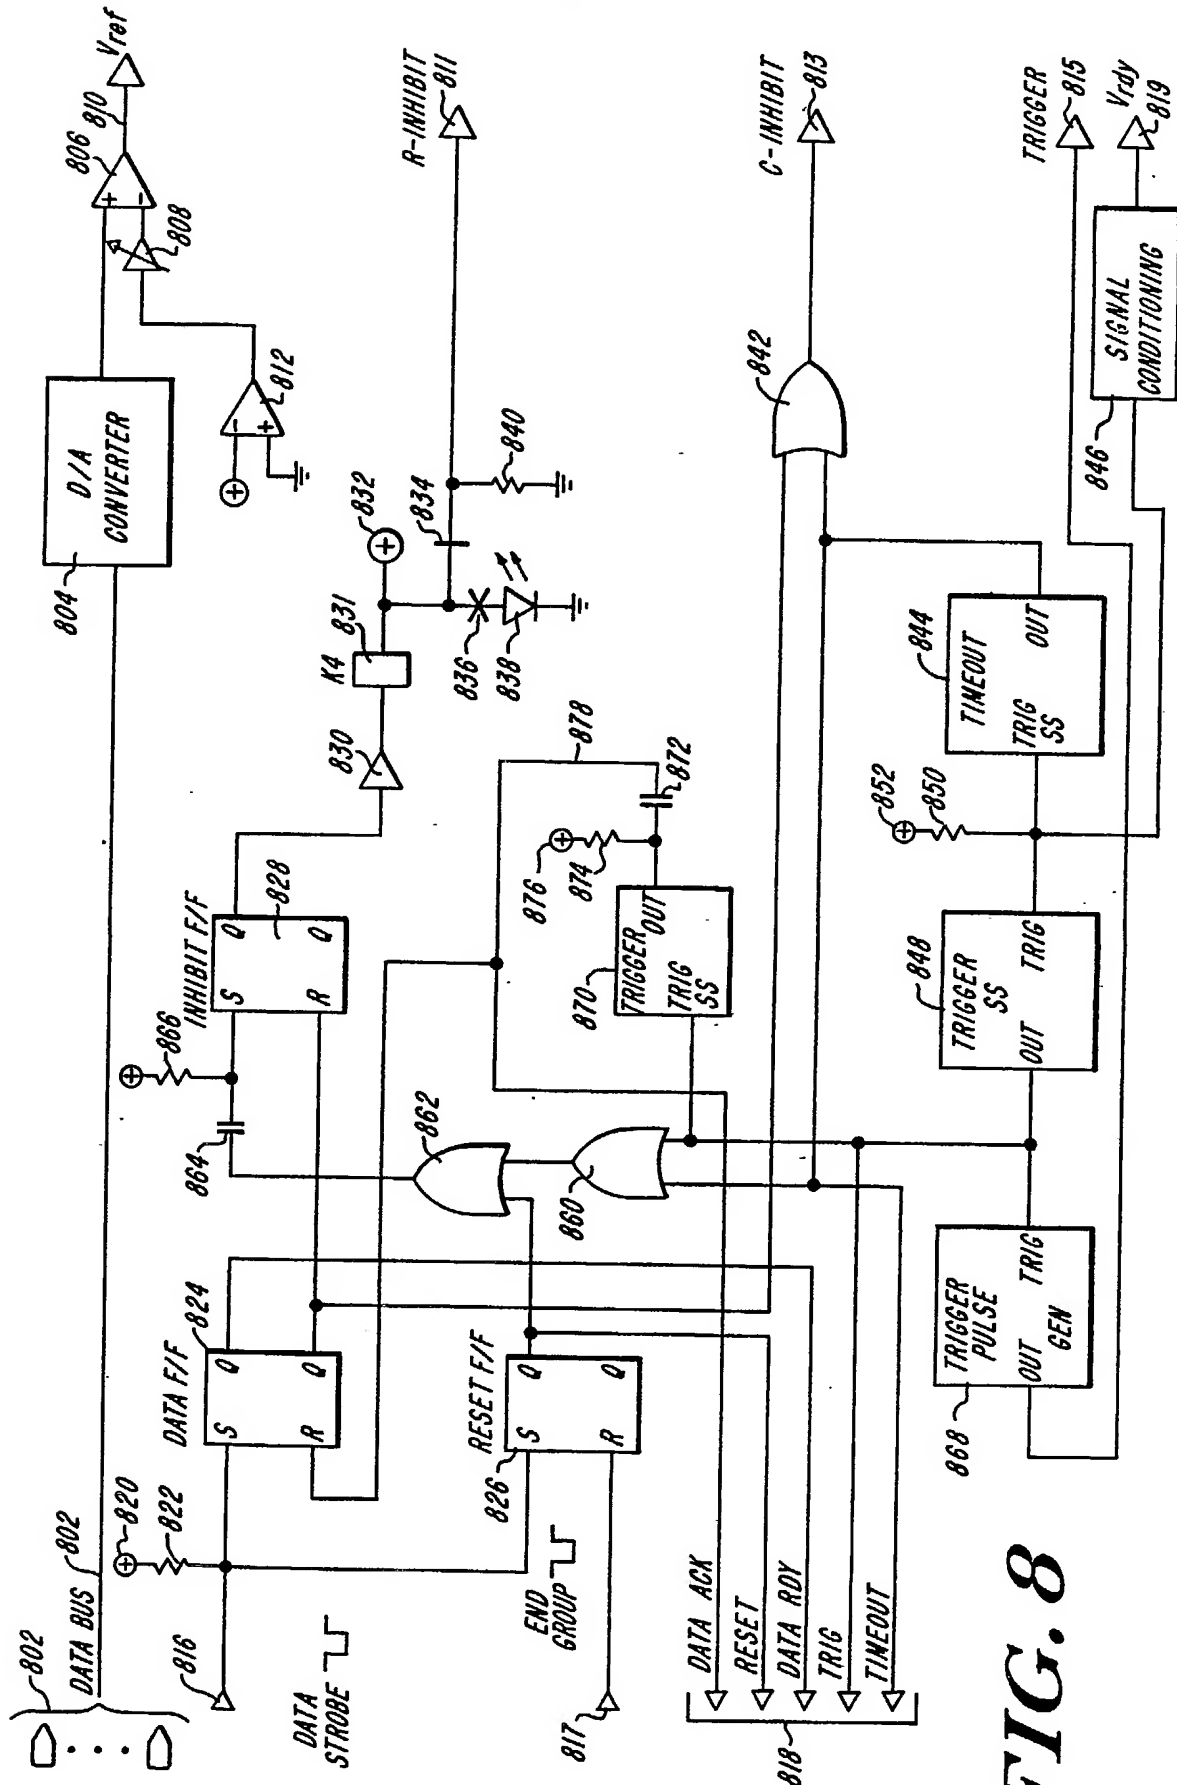 802
DATA BUS
802
804
D/A
CONVERTER
+
-
806
810
Vref
808
-
+
812
816
820
822
DATA
STROBE
DATA F/F
824
S
Q
R
Q
866
864
INHIBIT F/F
828
S
Q
R
Q
830
K4
831
832
834
836
838
840
R-INHIBIT
811
817
END
GROUP
RESET F/F
826
S
Q
R
Q
862
860
870
TRIGGER
OUT
TRIG
SS
876
874
872
878
842
C-INHIBIT
813
818
DATA ACK
RESET
DATA RDY
TRIG
TIMEOUT
868
TRIGGER
PULSE
OUT
TRIG
GEN
848
TRIGGER
SS
OUT
TRIG
852
850
844
TIMEOUT
TRIG
SS
OUT
846
SIGNAL
CONDITIONING
TRIGGER
815
Vrdy
819
FIG. 8